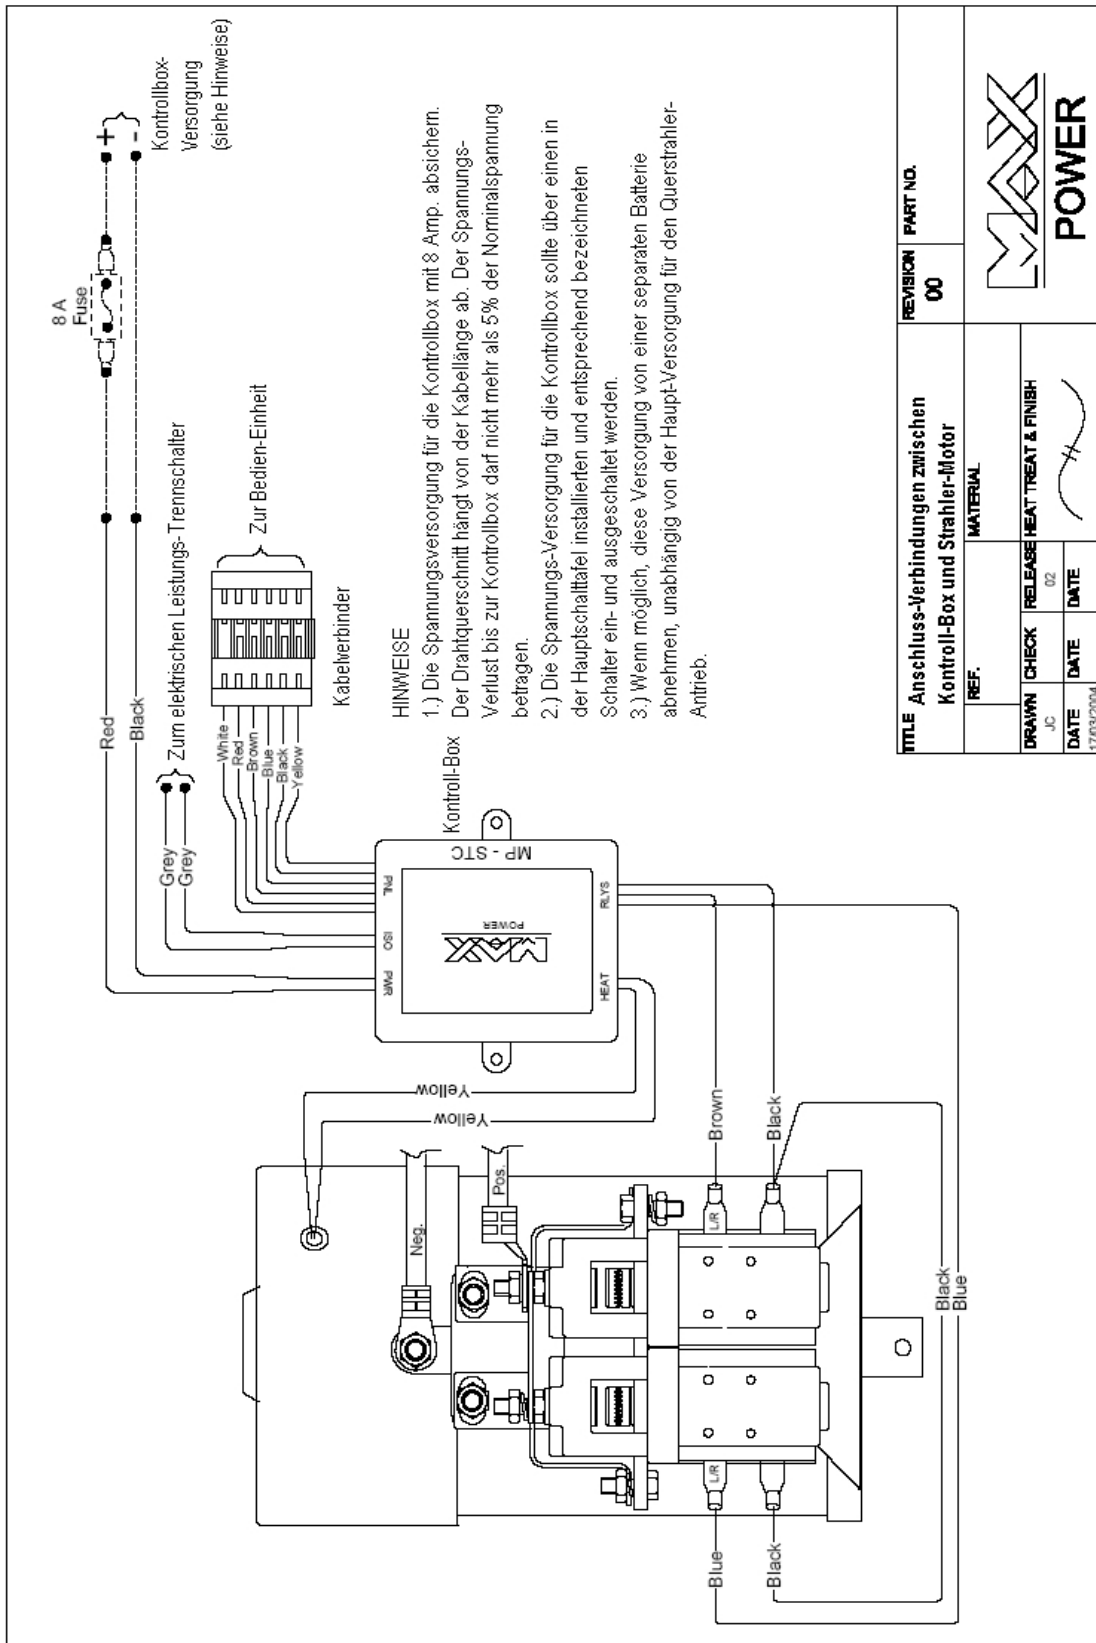 8 A
Fuse
+
-
Kontrollbox-
Versorgung
(siehe Hinweise)
Red
Black
Zum elektrischen Leistungs-Trennschalter
Grey
Grey
Zur Bedien-Einheit
Kabelverbinder
White
Red
Brown
Blue
Black
Yellow
HINWEISE
1.) Die Spannungsversorgung für die Kontrollbox mit 8 Amp. absichern.
Der Drahtquerschnitt hängt von der Kabellänge ab. Der Spannungs-
Verlust bis zur Kontrollbox darf nicht mehr als 5% der Nominalspannung
betragen.
2.) Die Spannungs-Versorgung für die Kontrollbox sollte über einen in
der Hauptschalttafel installierten und entsprechend bezeichneten
Schalter ein- und ausgeschaltet werden.
3.) Wenn möglich, diese Versorgung von einer separaten Batterie
abnehmen, unabhängig von der Haupt-Versorgung für den Querstrahler-
Antrieb.
Kontroll-Box
PWR
ISO
PNL
MP - STC
MAX
POWER
HEAT
RLYS
Yellow
Yellow
Neg.
Pos.
Brown
Black
L/R
L/R
Blue
Black
Black
Blue
TITLE Anschluss-Verbindungen zwischen
Kontroll-Box und Strahler-Motor
REVISION
00
PART NO.
REF.
MATERIAL
DRAWN
JC
CHECK
RELEASE
02
HEAT TREAT & FINISH
DATE
17/03/2004
DATE
DATE
MAX
POWER